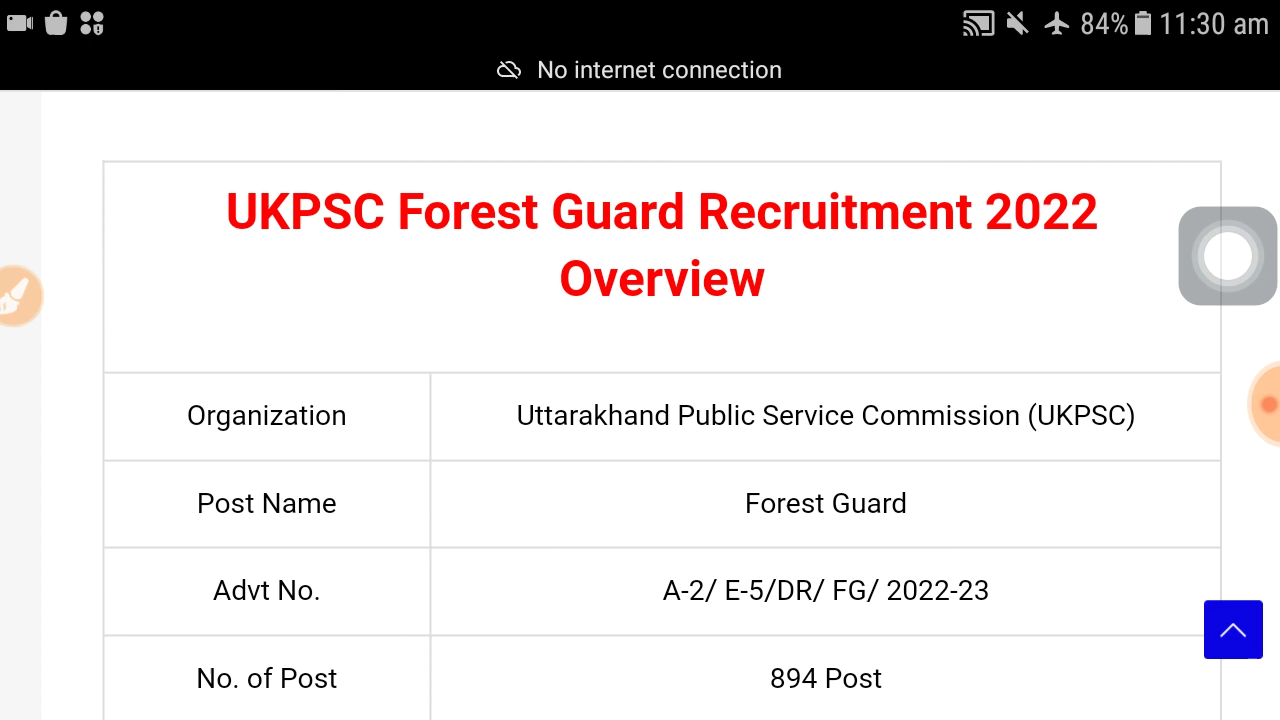 84% 11:30 am
No internet connection
UKPSC Forest Guard Recruitment 2022
Overview
Organization Uttarakhand Public Service Commission (UKPSC)
Post Name Forest Guard
Advt No. A-2/ E-5/DR/ FG/ 2022-23
No. of Post 894 Post